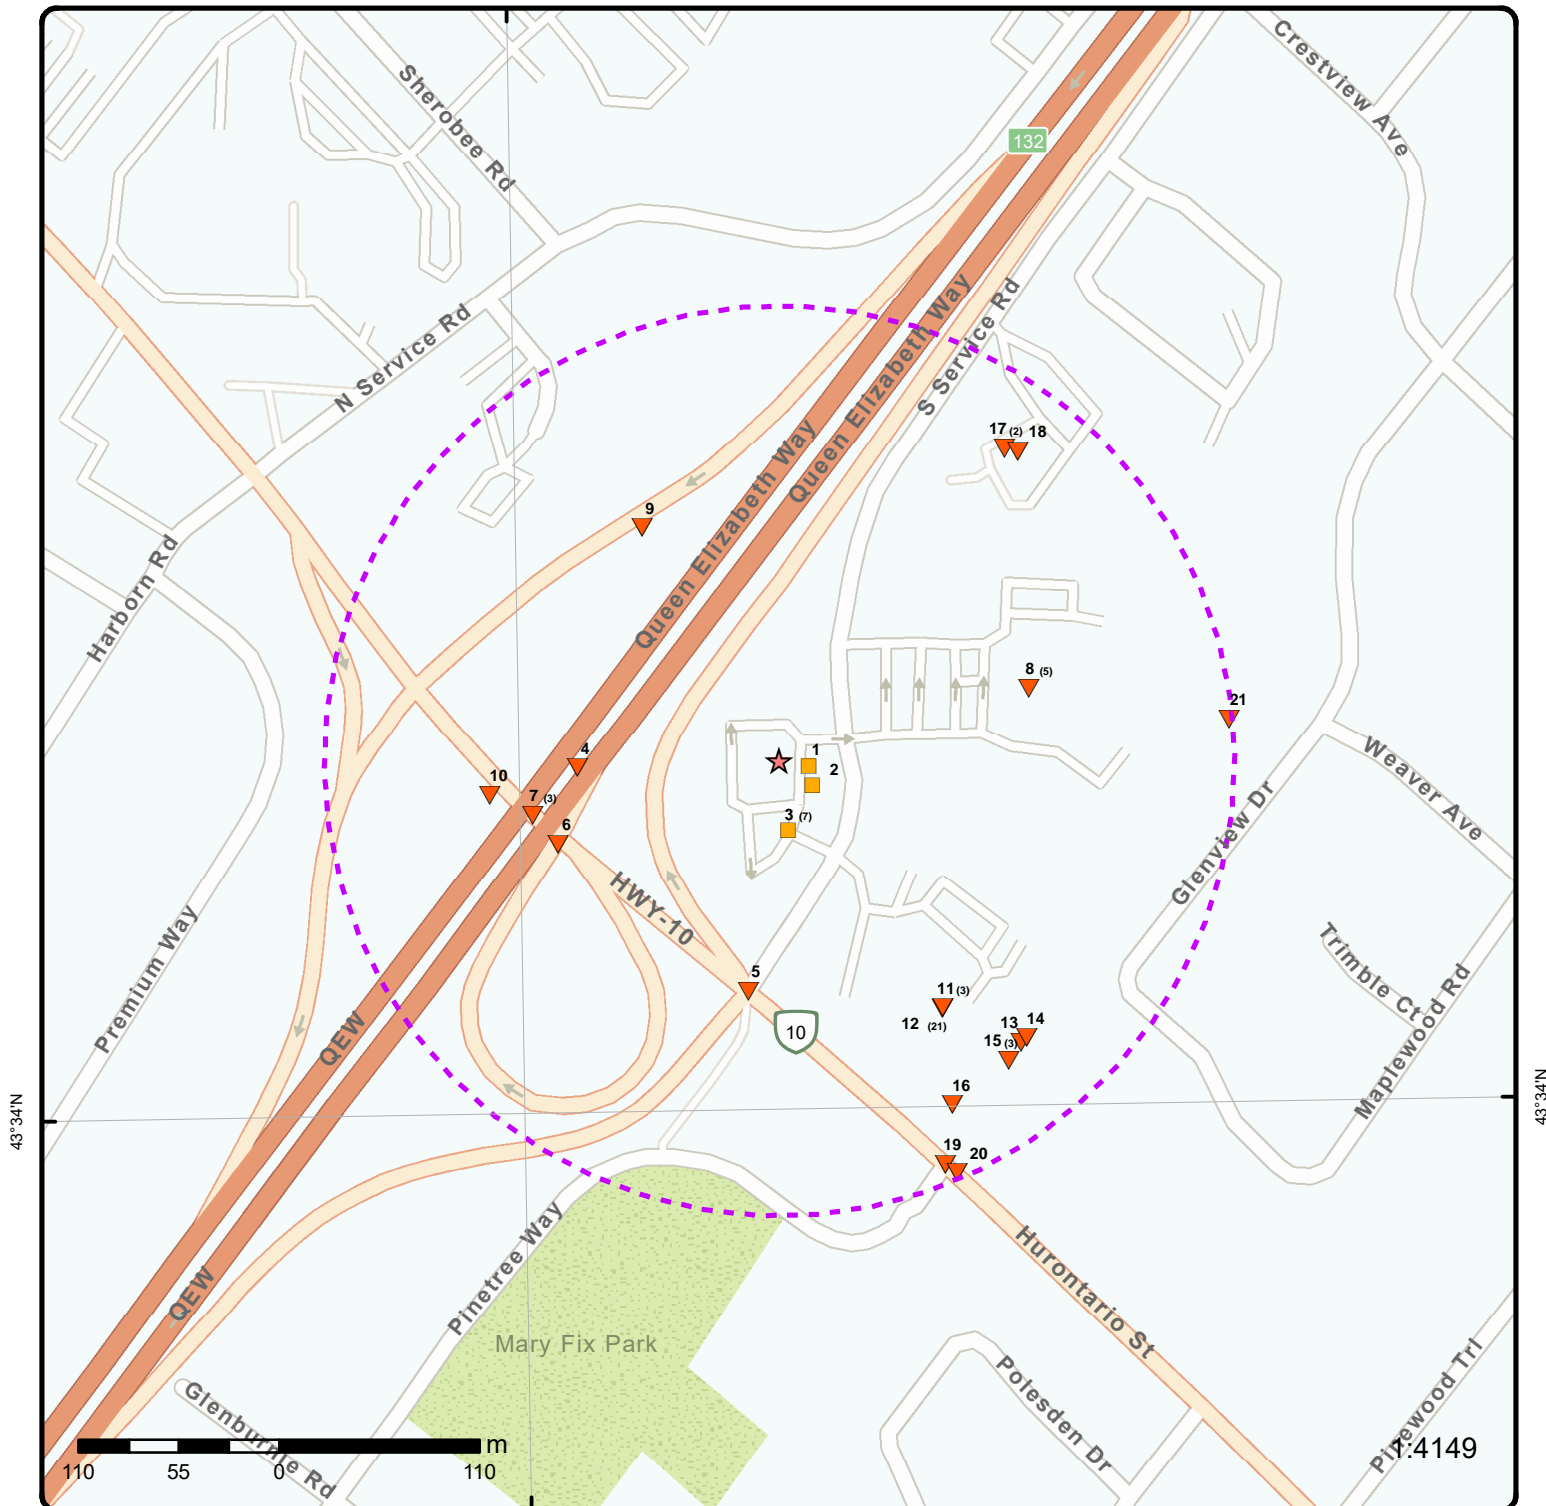 Crestview Ave
Sherobee Rd
132
N Service Rd
S Service Rd
Queen Elizabeth Way
Queen Elizabeth Way
17 (2)
18
9
Harborn Rd
8 (5)
21
4
1
2
10
7 (3)
3 (7)
6
Weaver Ave
Glenview Dr
HWY-10
Premium Way
5
11 (3)
12 (21)
13
14
15 (3)
10
QEW
Trimble Ct
Maplewood Rd
16
43°34'N
43°34'N
19
20
Pinetree Way
QEW
Hurontario St
Mary Fix Park
Polesden Dr
Pinewood Trl
Glenburnie Rd
m
110 55 0 110
1:4149